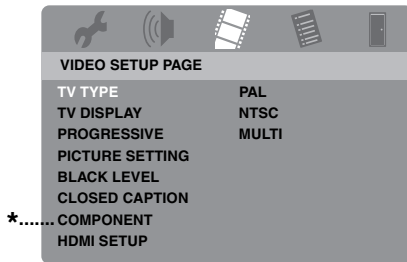 VIDEO SETUP PAGE
TV TYPE PAL
TV DISPLAY NTSC
PROGRESSIVE MULTI
PICTURE SETTING
BLACK LEVEL
CLOSED CAPTION
*....... COMPONENT
HDMI SETUP